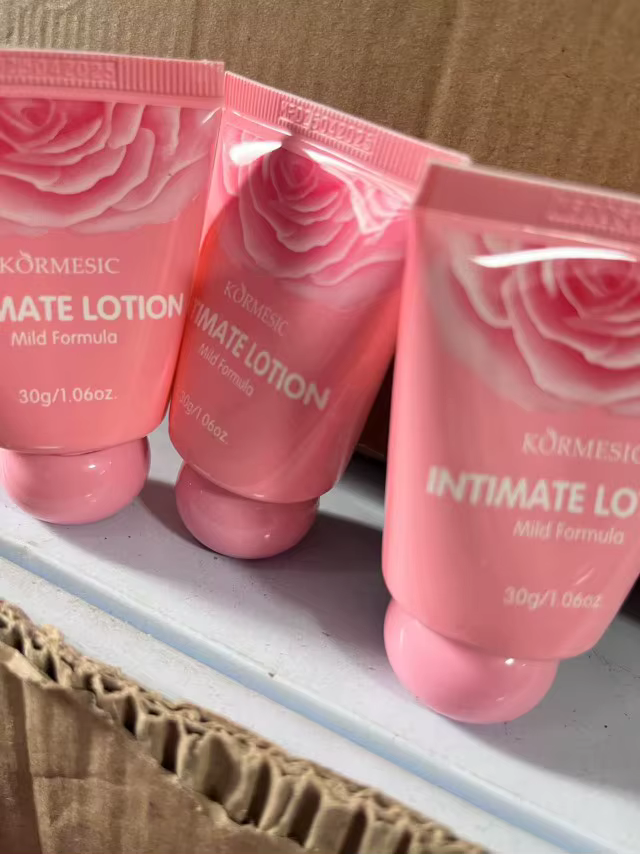 KORMESIC
MATE LOTION
Mild Formula
30g/1.06oz.
KORMESIC
TIMATE LOTION
Mild Formula
30g/1.06oz.
KORMESIC
INTIMATE LO
Mild Formula
30g/1.06oz